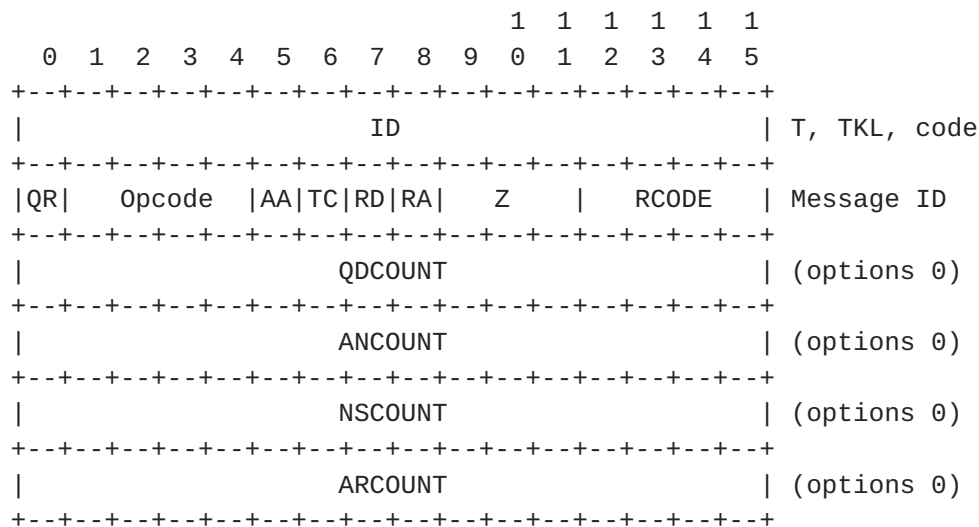 1  1  1  1  1  1
  0  1  2  3  4  5  6  7  8  9  0  1  2  3  4  5
+--+--+--+--+--+--+--+--+--+--+--+--+--+--+--+--+
|                      ID                       | T, TKL, code
+--+--+--+--+--+--+--+--+--+--+--+--+--+--+--+--+
|QR|   Opcode  |AA|TC|RD|RA|   Z    |   RCODE   | Message ID
+--+--+--+--+--+--+--+--+--+--+--+--+--+--+--+--+
|                    QDCOUNT                    | (options 0)
+--+--+--+--+--+--+--+--+--+--+--+--+--+--+--+--+
|                    ANCOUNT                    | (options 0)
+--+--+--+--+--+--+--+--+--+--+--+--+--+--+--+--+
|                    NSCOUNT                    | (options 0)
+--+--+--+--+--+--+--+--+--+--+--+--+--+--+--+--+
|                    ARCOUNT                    | (options 0)
+--+--+--+--+--+--+--+--+--+--+--+--+--+--+--+--+